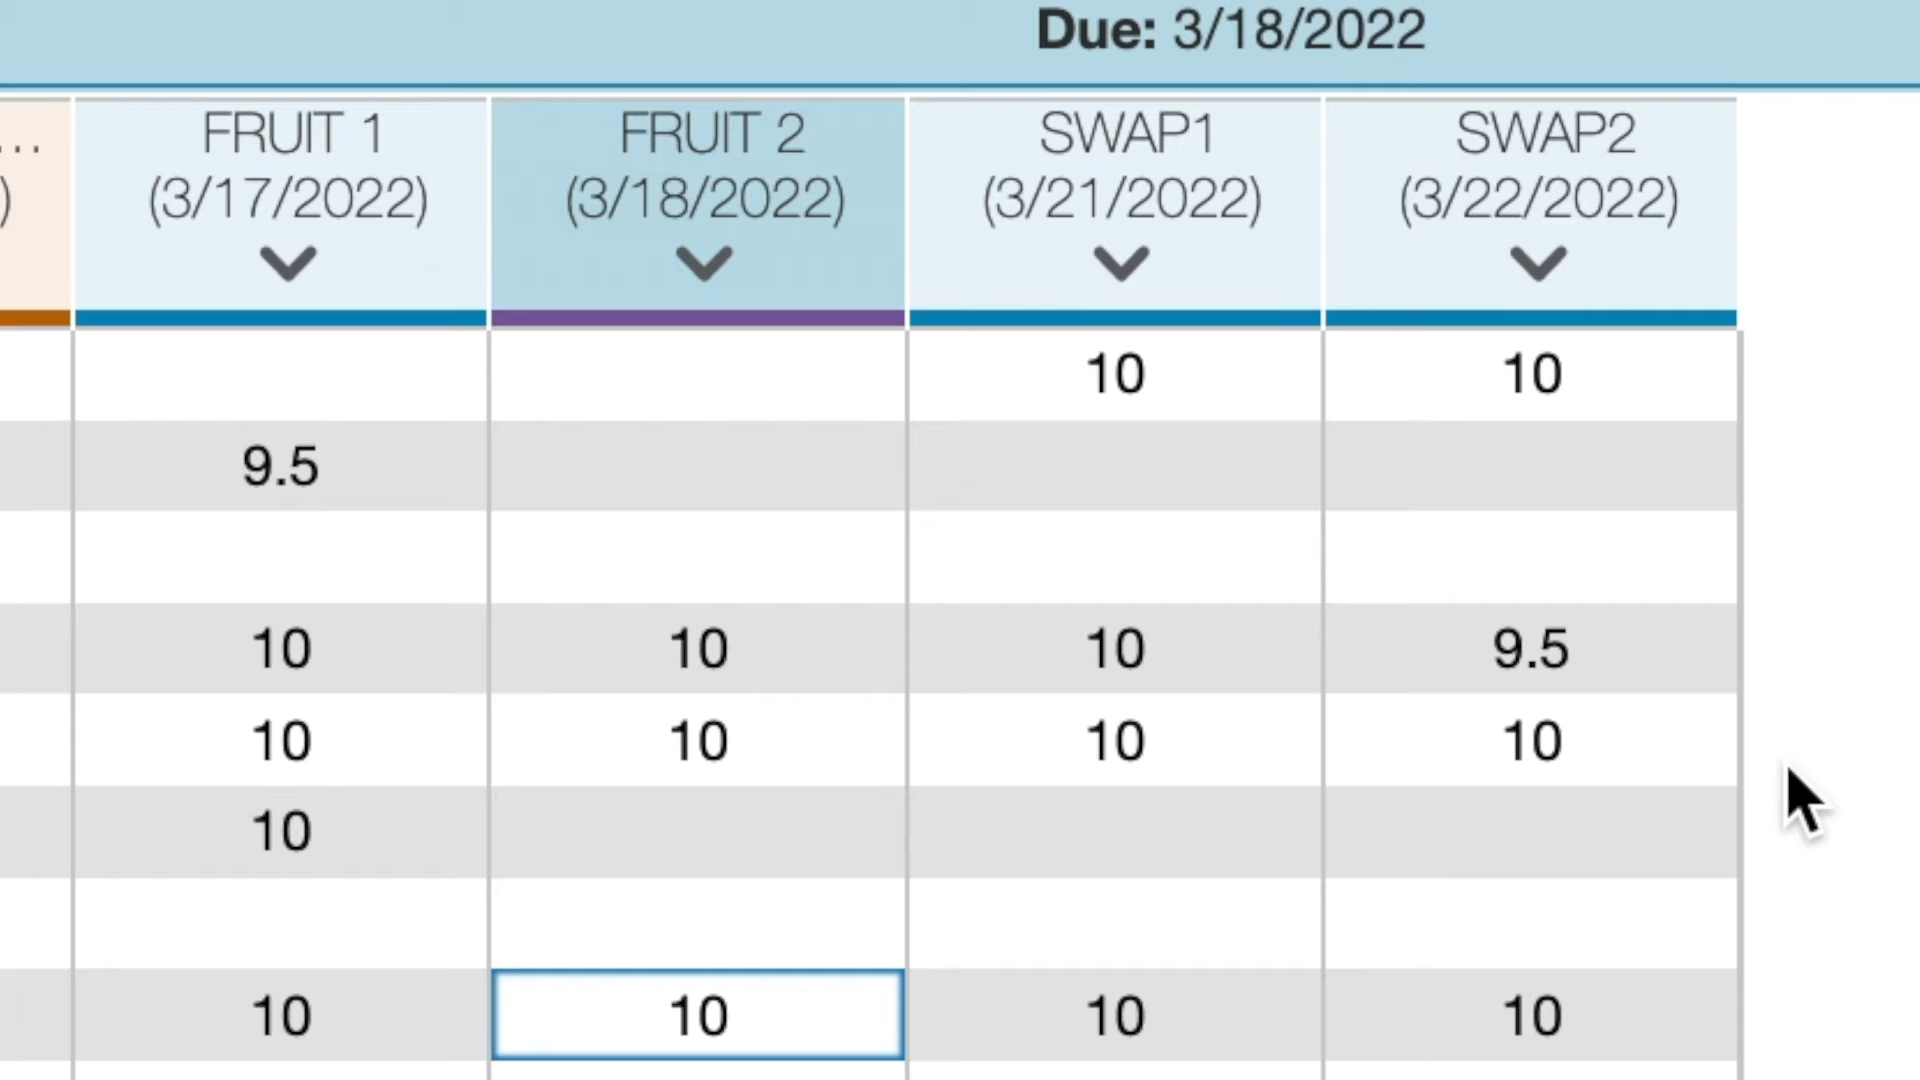 Due: 3/18/2022
... FRUIT 1 FRUIT 2 SWAP1 SWAP2
) (3/17/2022) (3/18/2022) (3/21/2022) (3/22/2022)
10 10
9.5
10 10 10 9.5
10 10 10 10
10
10 10 10 10